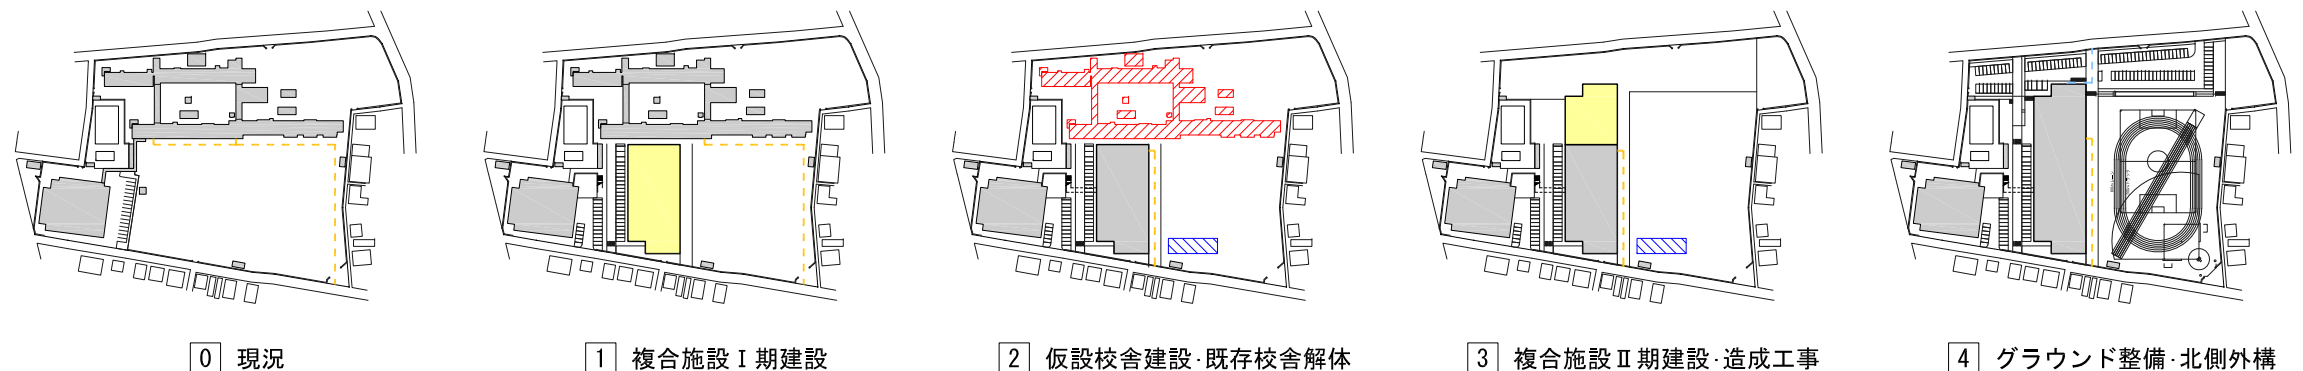 0 現況
1 複合施設Ⅰ期建設
2 仮設校舎建設・既存校舎解体
3 複合施設Ⅱ期建設・造成工事
4 グラウンド整備・北側外構